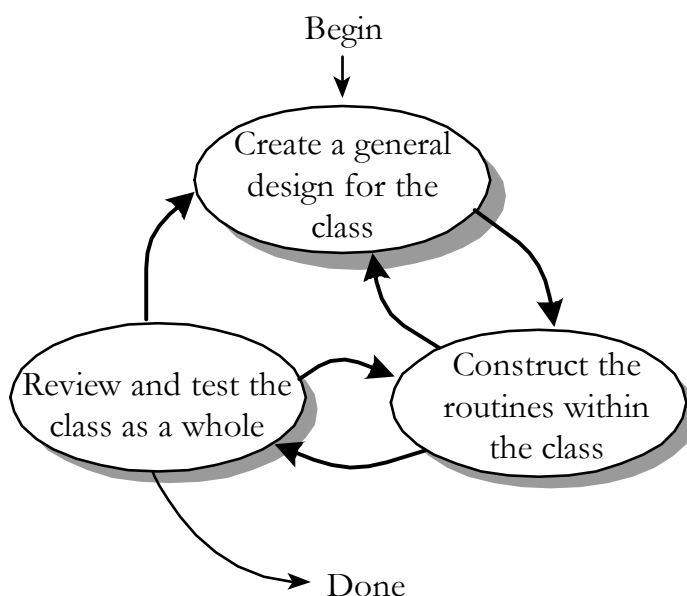 Begin
Create a general
design for the
class
Review and test the
class as a whole
Construct the
routines within
the class
Done